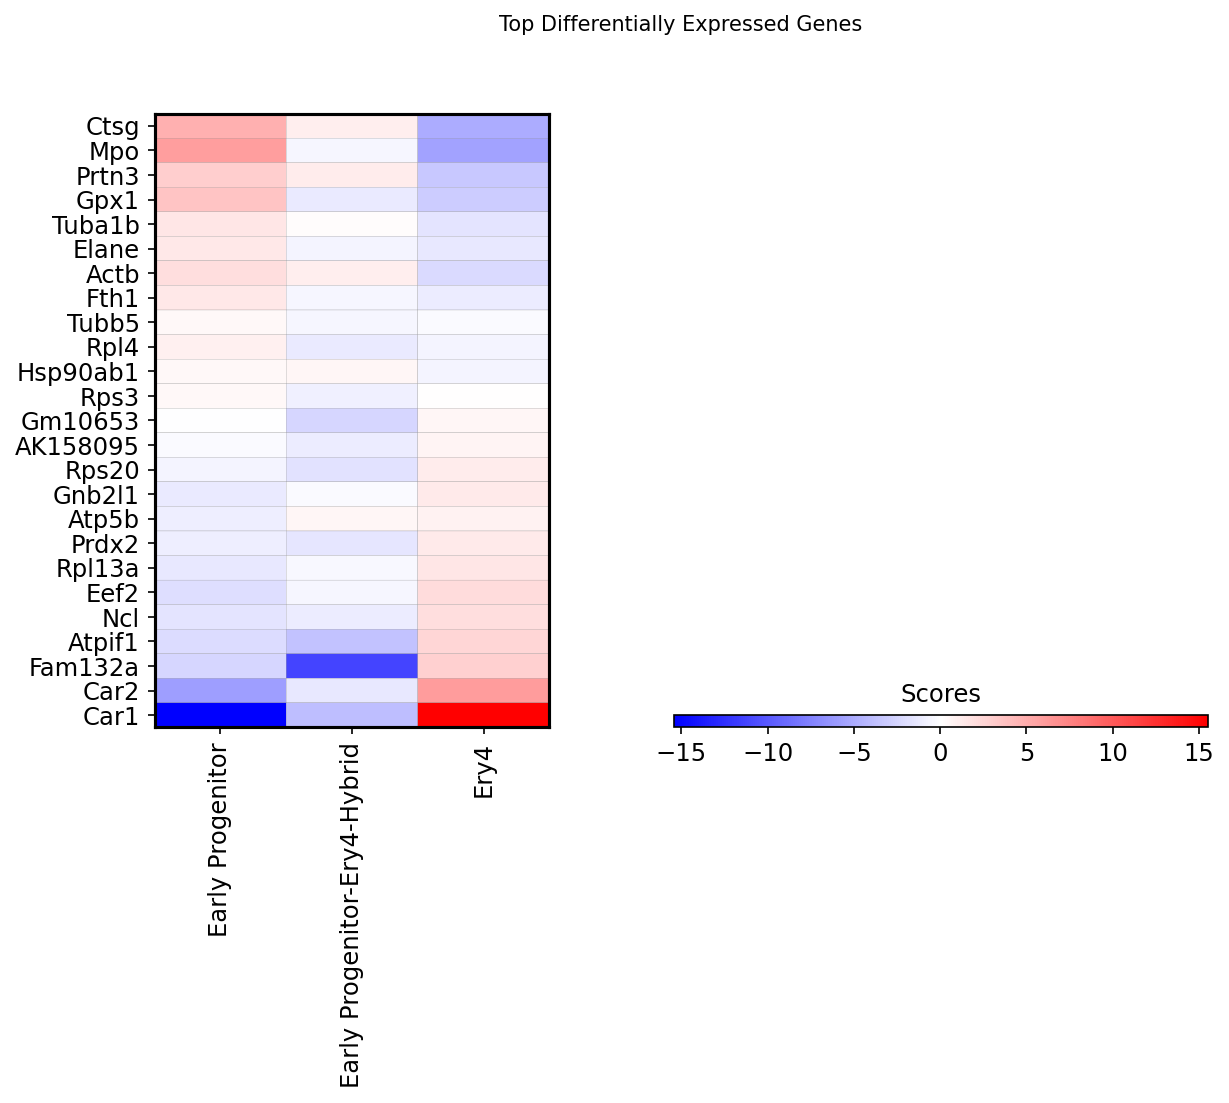 Top Differentially Expressed Genes
Ctsg
Mpo
Prtn3
Gpx1
Tuba1b
Elane
Actb
Fth1
Tubb5
Rpl4
Hsp90ab1
Rps3
Gm10653
AK158095
Rps20
Gnb2l1
Atp5b
Prdx2
Rpl13a
Eef2
Ncl
Atpif1
Fam132a
Car2
Car1
Early Progenitor
Early Progenitor-Ery4-Hybrid
Ery4
Scores
−15 −10 −5 0 5 10 15